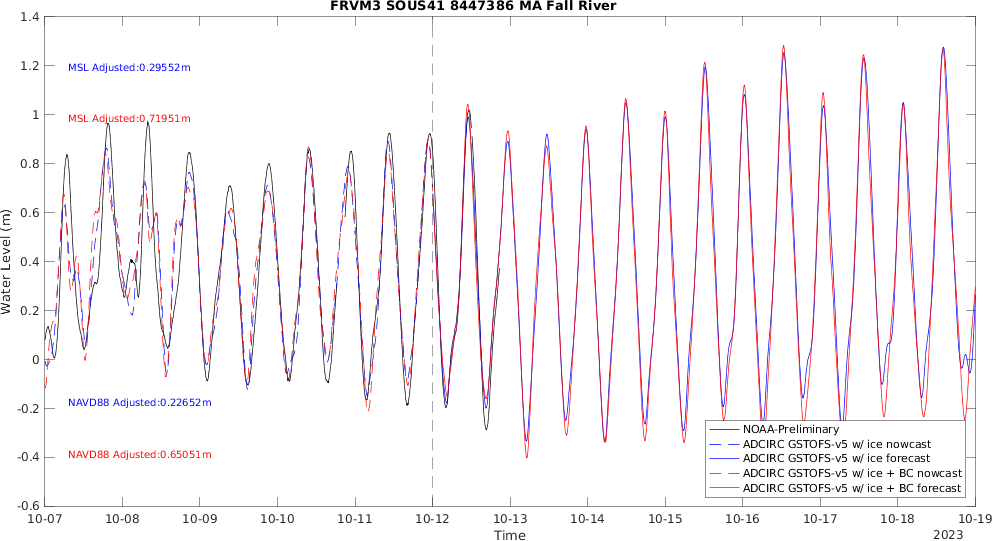 FRVM3 SOUS41 8447386 MA Fall River
1.4
1.2
1
0.8
0.6
0.4
0.2
0
-0.2
-0.4
-0.6
Water Level (m)
MSL Adjusted:0.29552m
MSL Adjusted:0.71951m
NAVD88 Adjusted:0.22652m
NAVD88 Adjusted:0.65051m
NOAA-Preliminary
ADCIRC GSTOFS-v5 w/ ice nowcast
ADCIRC GSTOFS-v5 w/ ice forecast
ADCIRC GSTOFS-v5 w/ ice + BC nowcast
ADCIRC GSTOFS-v5 w/ ice + BC forecast
10-07 10-08 10-09 10-10 10-11 10-12 10-13 10-14 10-15 10-16 10-17 10-18 10-19
Time
2023